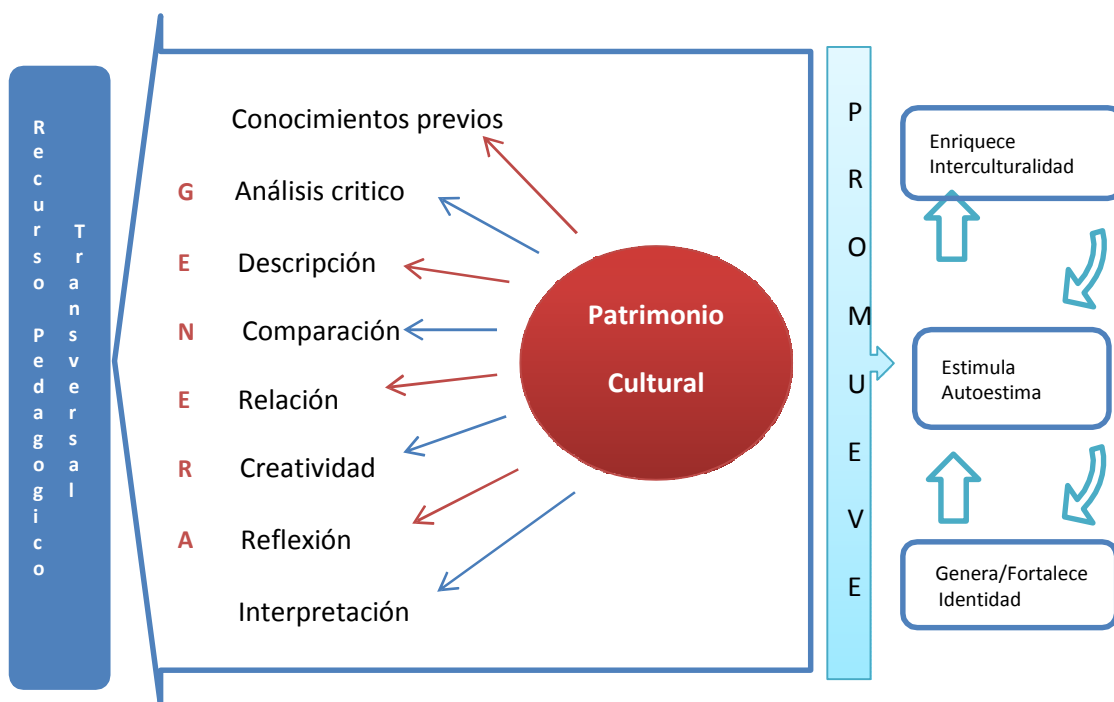 Recurso Pedagogico
Transversal
GENERA
Conocimientos previos
Análisis critico
Descripción
Comparación
Relación
Creatividad
Reflexión
Interpretación
Patrimonio
Cultural
PROMUEVE
Enriquece
Interculturalidad
Estimula
Autoestima
Genera/Fortalece
Identidad